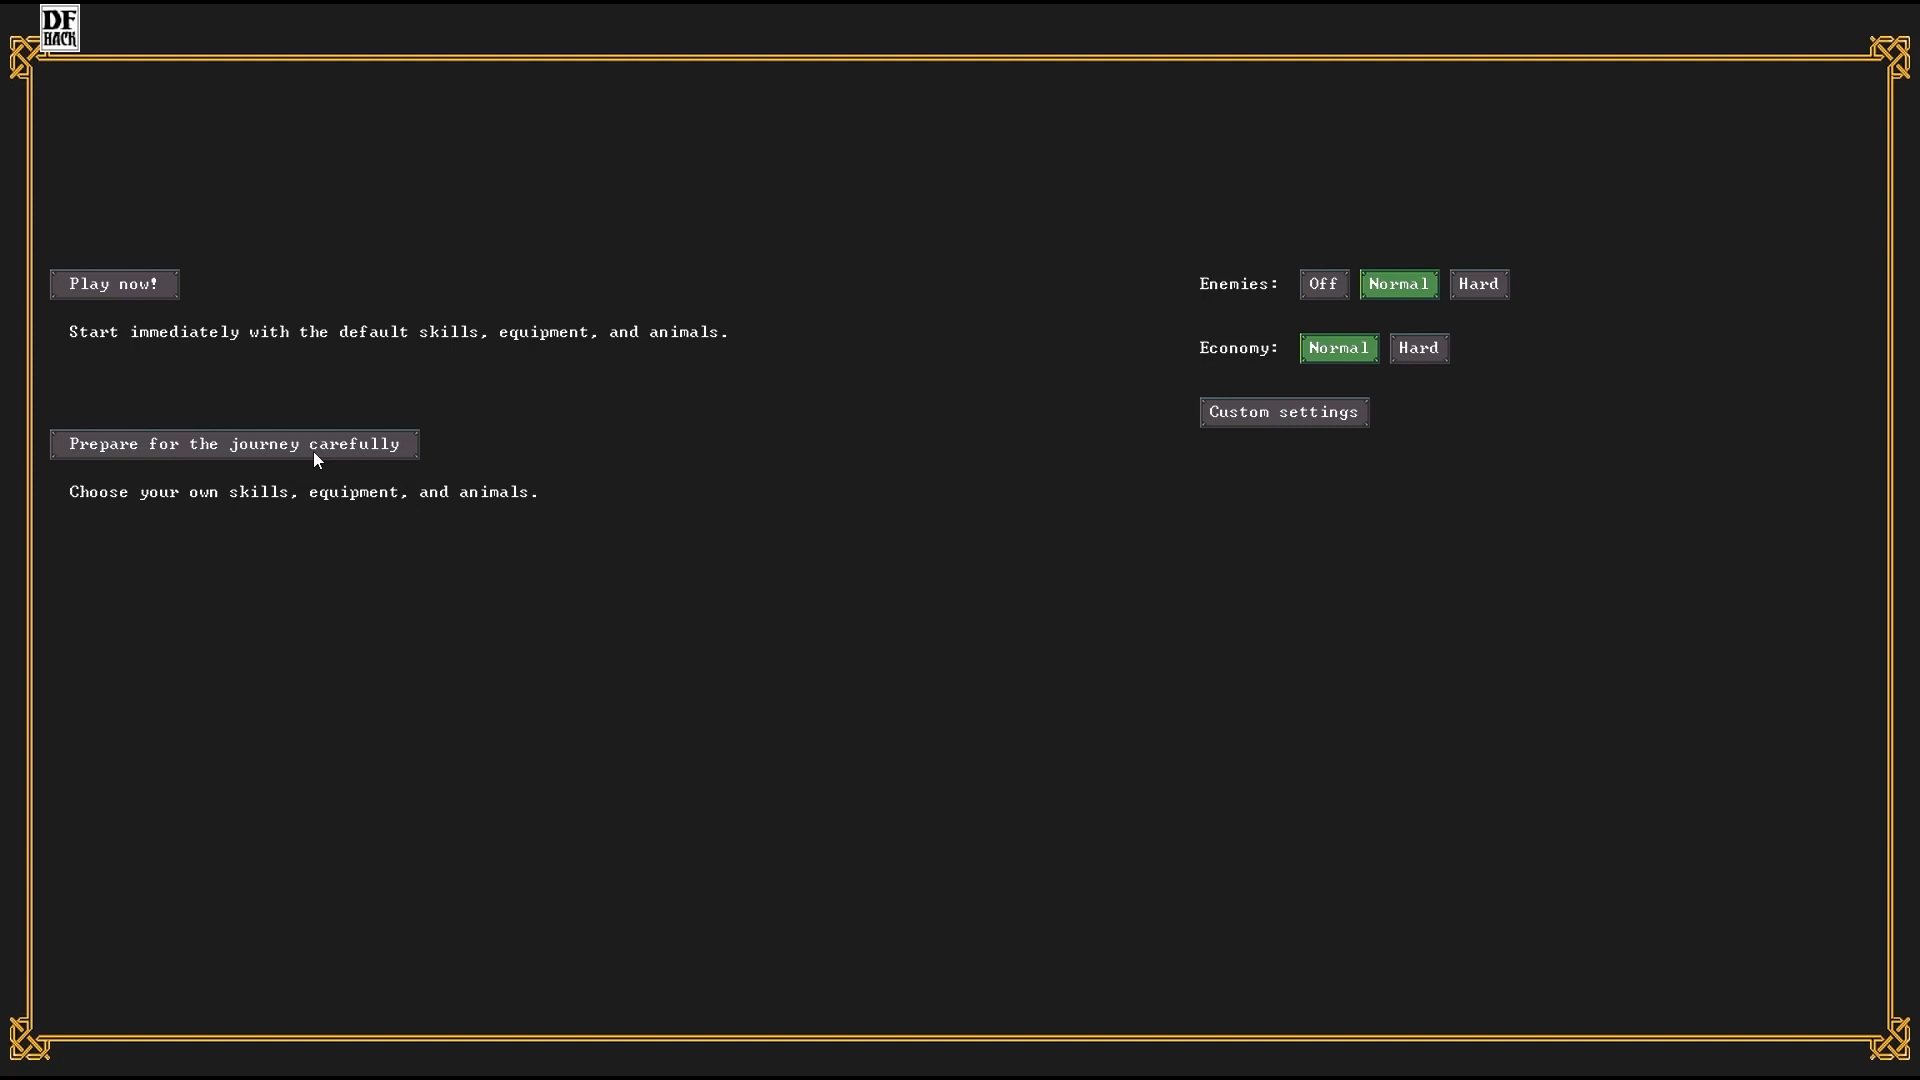 DF
HACK
Play now!
Enemies: Off Normal Hard
Start immediately with the default skills, equipment, and animals.
Economy: Normal Hard
Custom settings
Prepare for the journey carefully
Choose your own skills, equipment, and animals.